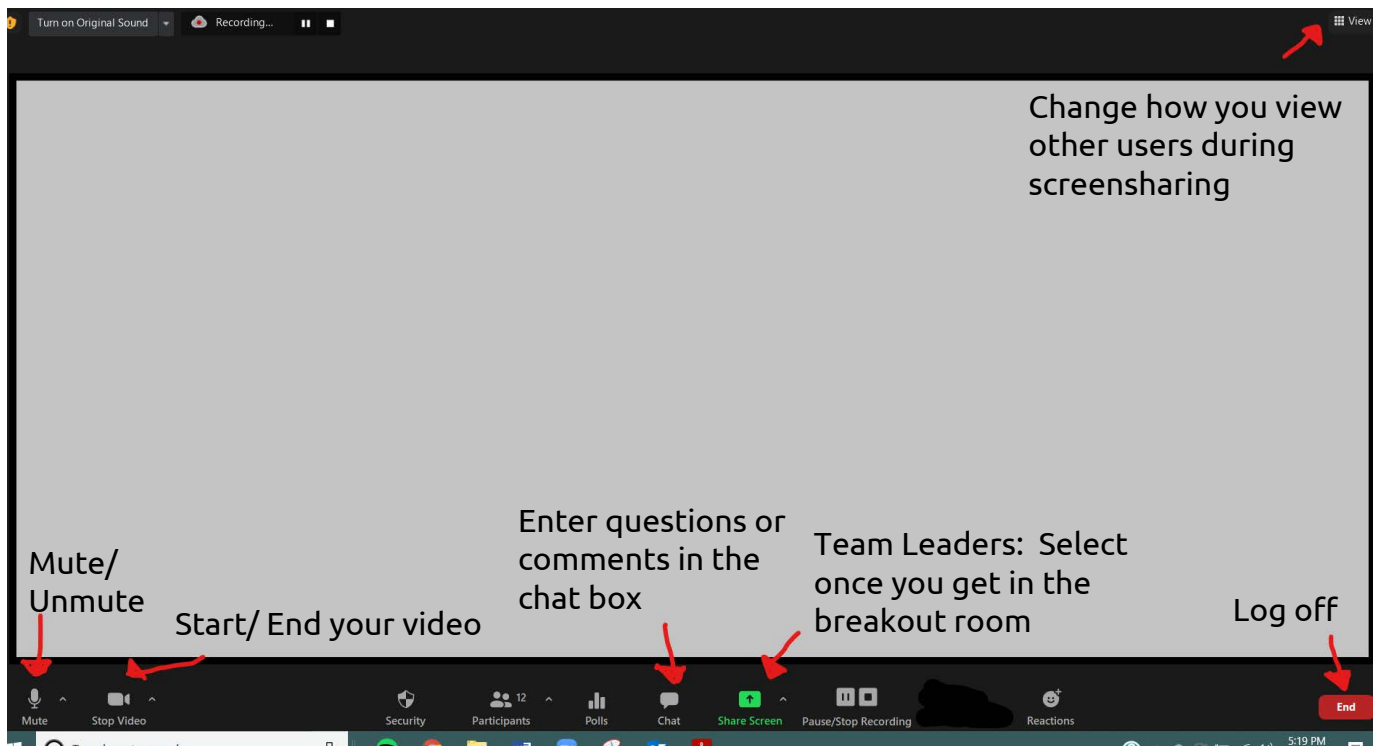 Turn on Original Sound
Recording...
View
Change how you view
other users during
screensharing
Enter questions or
comments in the
chat box
Team Leaders: Select
once you get in the
breakout room
Mute/
Unmute
Start/ End your video
Log off
Mute
Stop Video
Security
Participants
12
Polls
Chat
Share Screen
Pause/Stop Recording
Reactions
End
5:19 PM